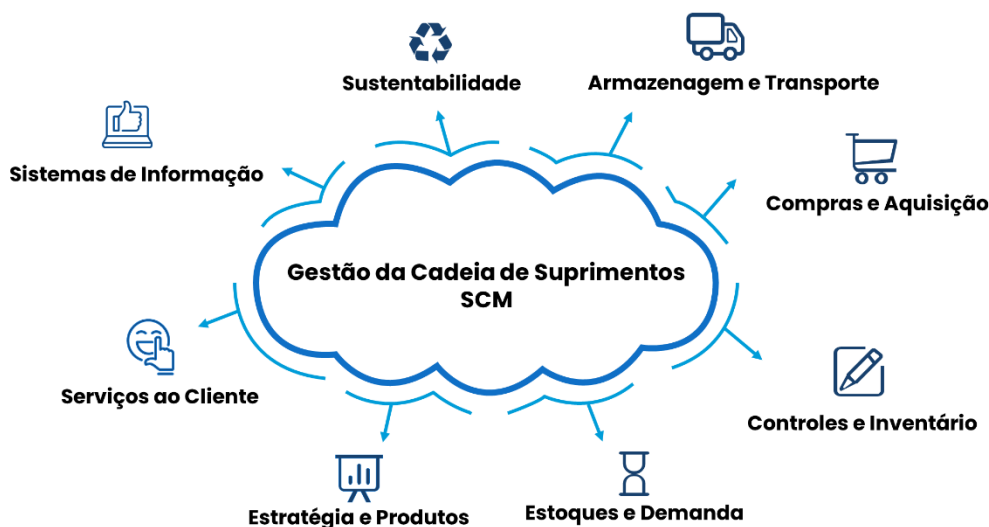 Sustentabilidade
Armazenagem e Transporte
Sistemas de Informação
Compras e Aquisição
Gestão da Cadeia de Suprimentos
SCM
Serviços ao Cliente
Controles e Inventário
Estratégia e Produtos
Estoques e Demanda